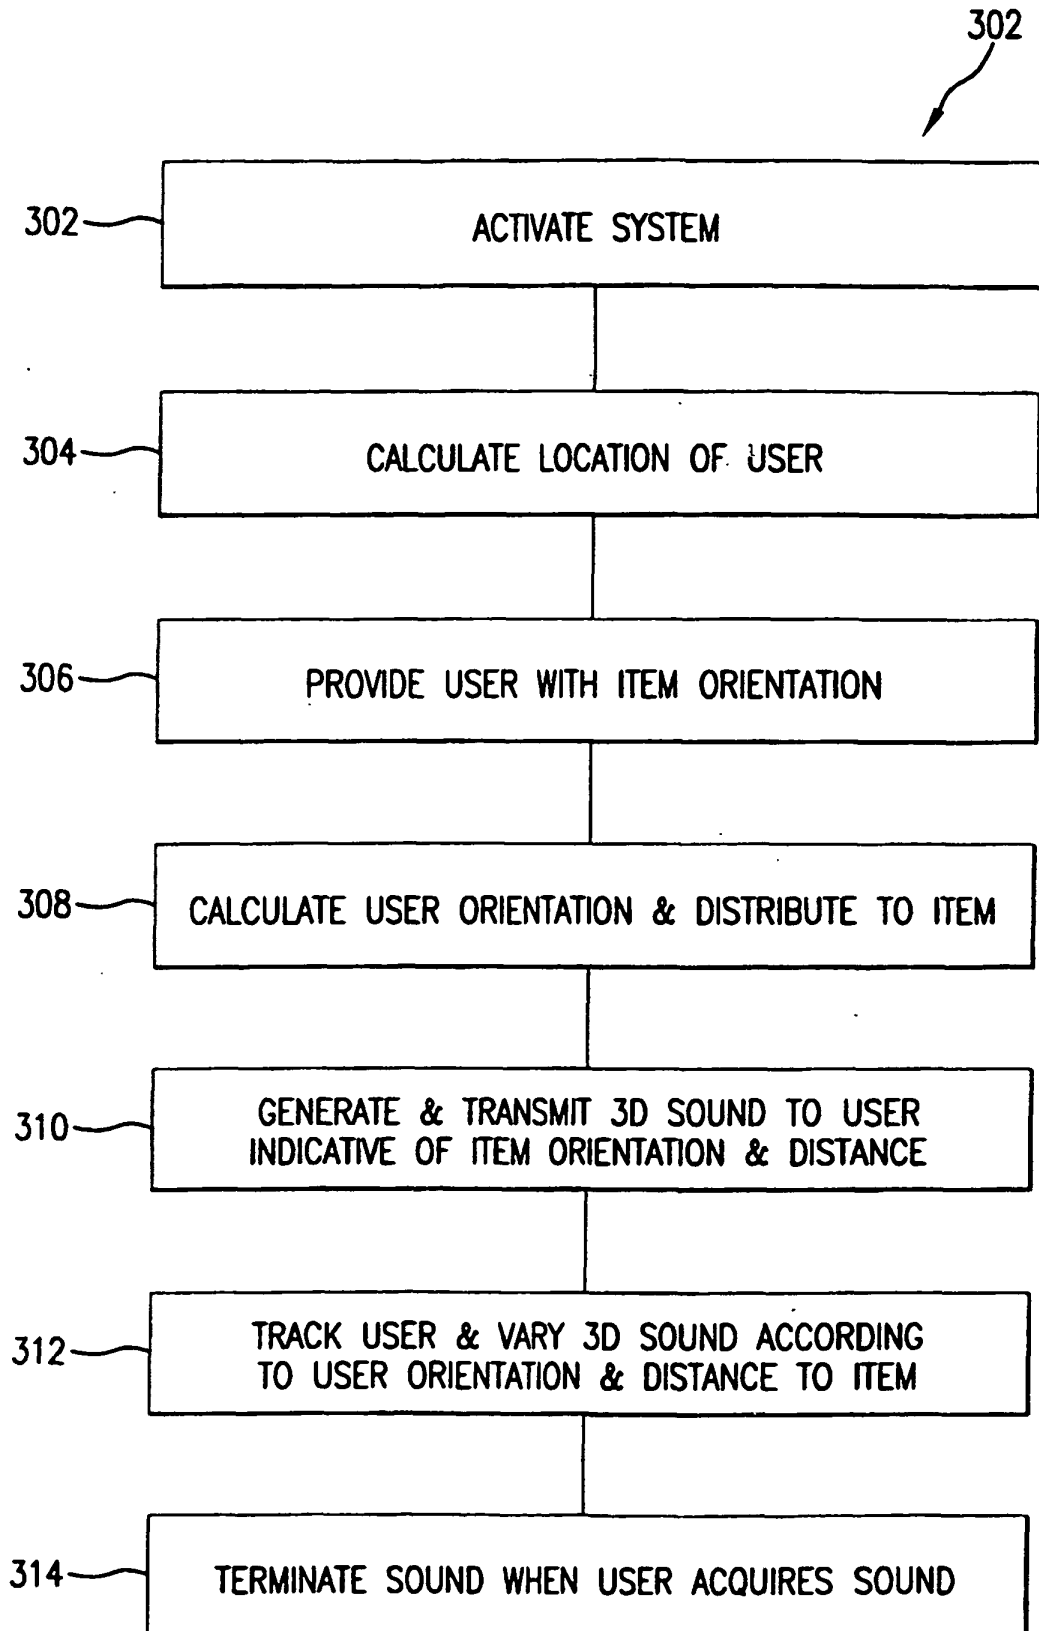 302
302
ACTIVATE SYSTEM
304
CALCULATE LOCATION OF USER
306
PROVIDE USER WITH ITEM ORIENTATION
308
CALCULATE USER ORIENTATION & DISTRIBUTE TO ITEM
310
GENERATE & TRANSMIT 3D SOUND TO USER
INDICATIVE OF ITEM ORIENTATION & DISTANCE
312
TRACK USER & VARY 3D SOUND ACCORDING
TO USER ORIENTATION & DISTANCE TO ITEM
314
TERMINATE SOUND WHEN USER ACQUIRES SOUND